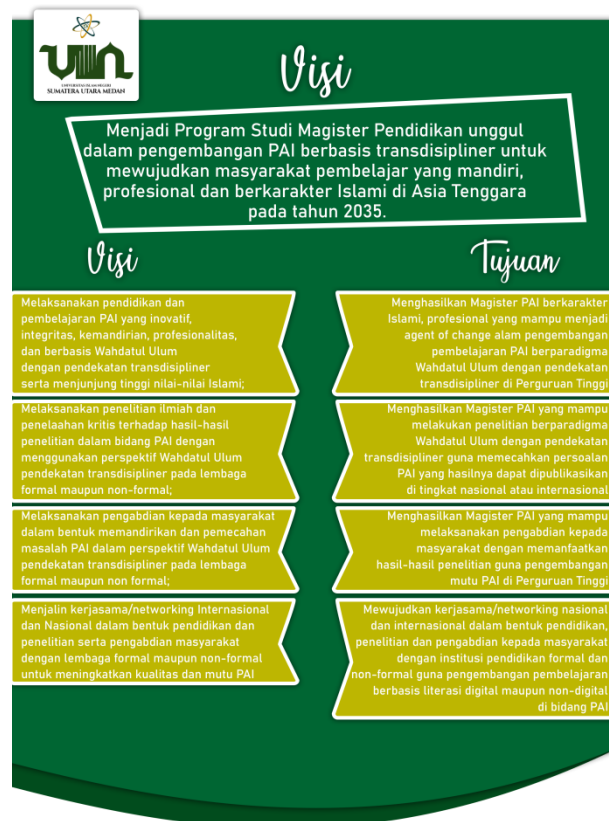 UIN
UNIVERSITAS ISLAM NEGERI
SUMATERA UTARA MEDAN
Visi
Menjadi Program Studi Magister Pendidikan unggul
dalam pengembangan PAI berbasis transdisipliner untuk
mewujudkan masyarakat pembelajar yang mandiri,
profesional dan berkarakter Islami di Asia Tenggara
pada tahun 2035.
Visi
Melaksanakan pendidikan dan
pembelajaran PAI yang inovatif,
integritas, kemandirian, profesionalitas,
dan berbasis Wahdatul Ulum
dengan pendekatan transdisipliner
serta menjunjung tinggi nilai-nilai Islami;
Melaksanakan penelitian ilmiah dan
penelaahan kritis terhadap hasil-hasil
penelitian dalam bidang PAI dengan
menggunakan perspektif Wahdatul Ulum
pendekatan transdisipliner pada lembaga
formal maupun non-formal;
Melaksanakan pengabdian kepada masyarakat
dalam bentuk memandirikan dan pemecahan
masalah PAI dalam perspektif Wahdatul Ulum
pendekatan transdisipliner pada lembaga
formal maupun non formal;
Menjalin kerjasama/networking Internasional
dan Nasional dalam bentuk pendidikan dan
penelitian serta pengabdian masyarakat
dengan lembaga formal maupun non-formal
untuk meningkatkan kualitas dan mutu PAI
Tujuan
Menghasilkan Magister PAI berkarakter
Islami, profesional yang mampu menjadi
agent of change alam pengembangan
pembelajaran PAI berparadigma
Wahdatul Ulum dengan pendekatan
transdisipliner di Perguruan Tinggi
Menghasilkan Magister PAI yang mampu
melakukan penelitian berparadigma
Wahdatul Ulum dengan pendekatan
transdisipliner guna memecahkan persoalan
PAI yang hasilnya dapat dipublikasikan
di tingkat nasional atau internasional
Menghasilkan Magister PAI yang mampu
melaksanakan pengabdian kepada
masyarakat dengan memanfaatkan
hasil-hasil penelitian guna pengembangan
mutu PAI di Perguruan Tinggi
Mewujudkan kerjasama/networking nasional
dan internasional dalam bentuk pendidikan,
penelitian dan pengabdian kepada masyarakat
dengan institusi pendidikan formal dan
non-formal guna pengembangan pembelajaran
berbasis literasi digital maupun non-digital
di bidang PAI